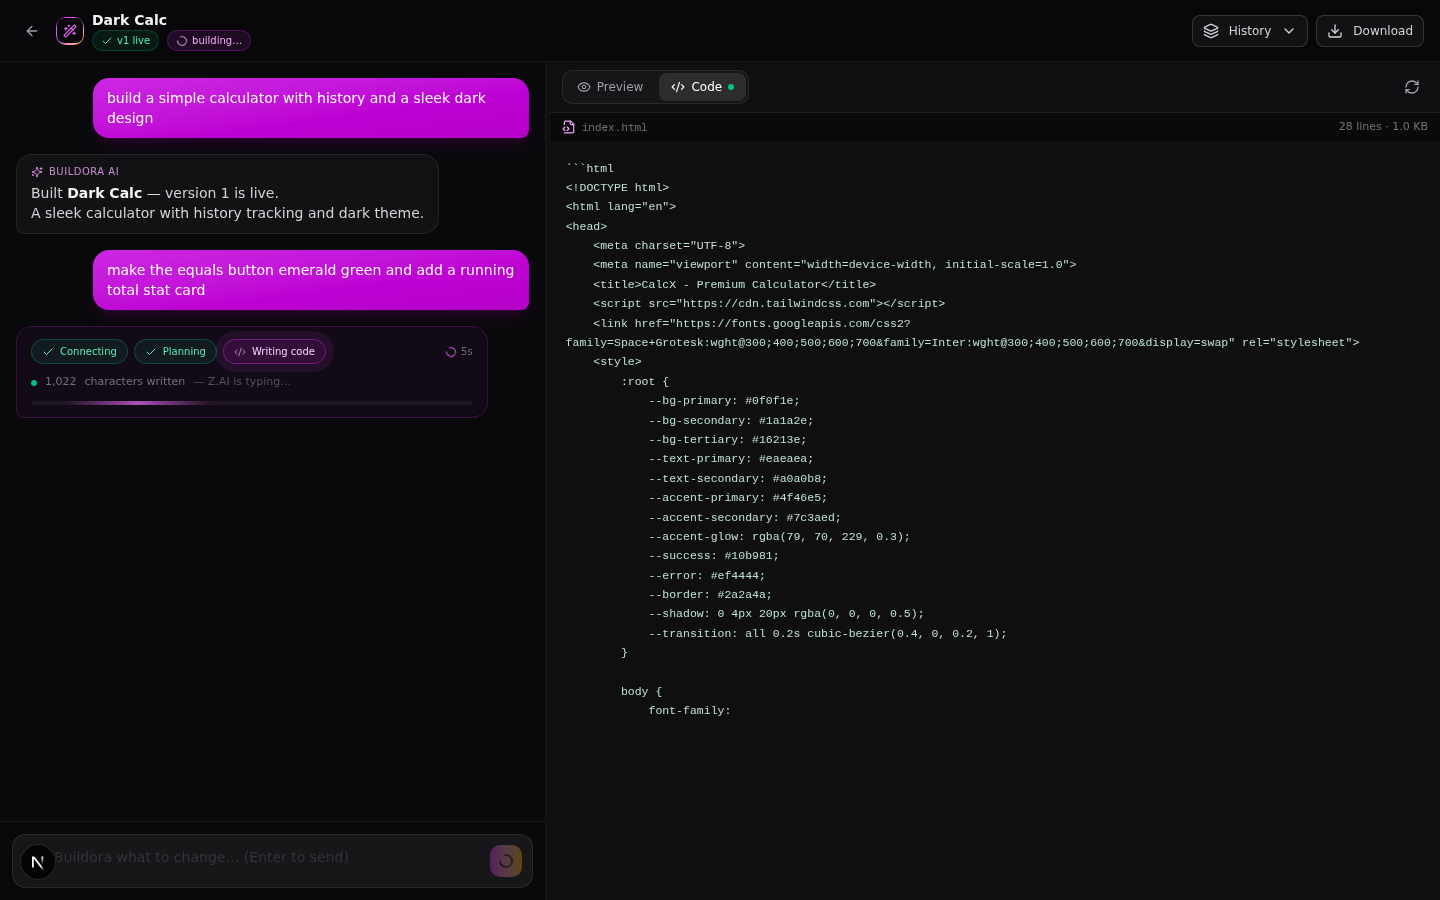 Dark Calc
v1 live
building...
History
Download
build a simple calculator with history and a sleek dark
design
BUILDORA AI
Built Dark Calc — version 1 is live.
A sleek calculator with history tracking and dark theme.
make the equals button emerald green and add a running
total stat card
Connecting
Planning
Writing code
5s
1,022 characters written — Z.AI is typing...
Buildora what to change... (Enter to send)
N
Preview
Code
index.html
28 lines · 1.0 KB
```html
<!DOCTYPE html>
<html lang="en">
<head>
    <meta charset="UTF-8">
    <meta name="viewport" content="width=device-width, initial-scale=1.0">
    <title>CalcX - Premium Calculator</title>
    <script src="https://cdn.tailwindcss.com"></script>
    <link href="https://fonts.googleapis.com/css2?
family=Space+Grotesk:wght@300;400;500;600;700&family=Inter:wght@300;400;500;600;700&display=swap" rel="stylesheet">
    <style>
        :root {
            --bg-primary: #0f0f1e;
            --bg-secondary: #1a1a2e;
            --bg-tertiary: #16213e;
            --text-primary: #eaeaea;
            --text-secondary: #a0a0b8;
            --accent-primary: #4f46e5;
            --accent-secondary: #7c3aed;
            --accent-glow: rgba(79, 70, 229, 0.3);
            --success: #10b981;
            --error: #ef4444;
            --border: #2a2a4a;
            --shadow: 0 4px 20px rgba(0, 0, 0, 0.5);
            --transition: all 0.2s cubic-bezier(0.4, 0, 0.2, 1);
        }
        body {
            font-family: